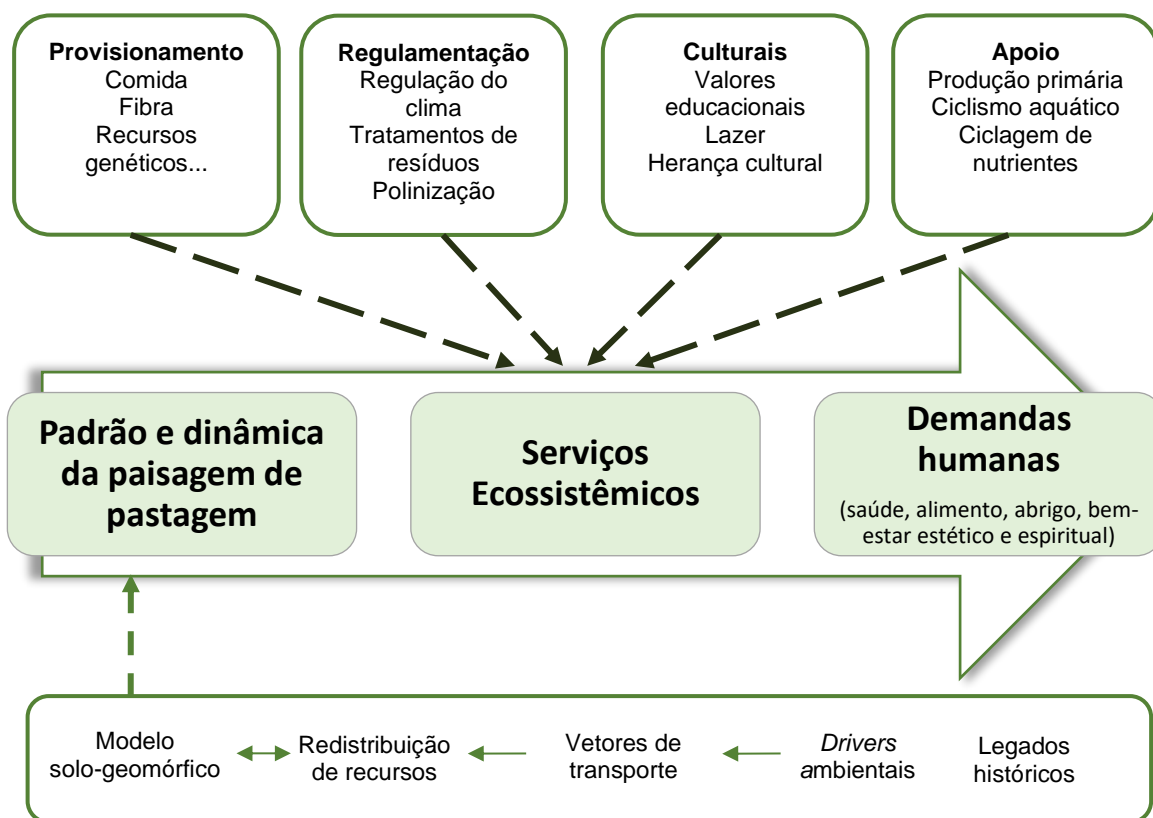 Provisionamento
Comida
Fibra
Recursos
genéticos...
Regulamentação
Regulação do
clima
Tratamentos de
resíduos
Polinização
Culturais
Valores
educacionais
Lazer
Herança cultural
Apoio
Produção primária
Ciclismo aquático
Ciclagem de
nutrientes
Padrão e dinâmica
da paisagem de
pastagem
Serviços
Ecossistêmicos
Demandas
humanas
(saúde, alimento, abrigo, bem-
estar estético e espiritual)
Modelo
solo-geomórfico
Redistribuição
de recursos
Vetores de
transporte
Drivers
ambientais
Legados
históricos